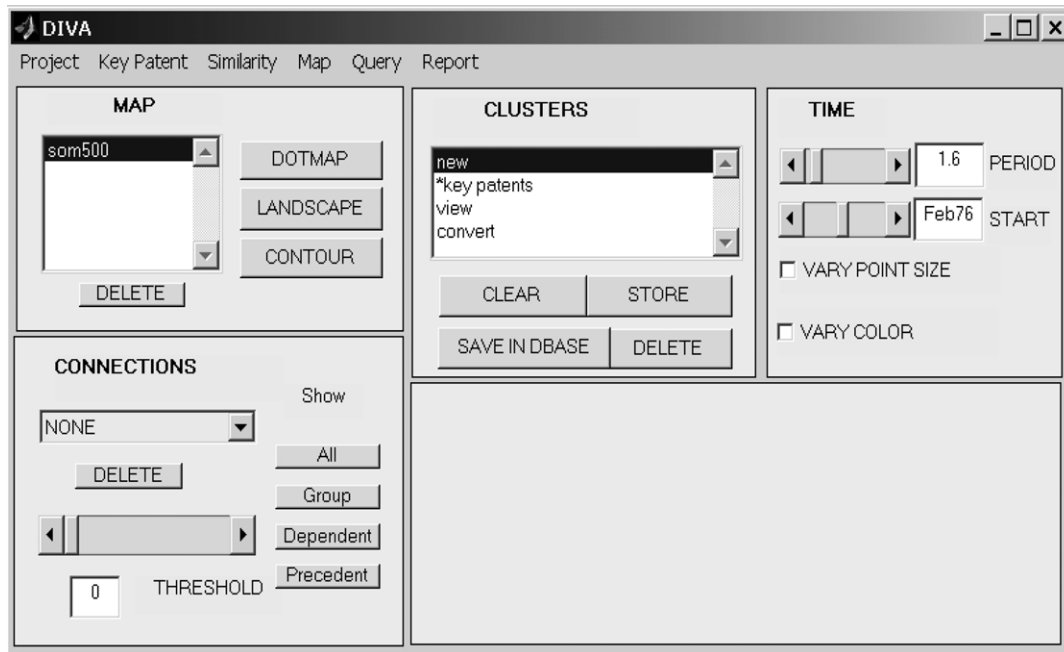 DIVA
Project Key Patent Similarity Map Query Report
MAP
som500
DOTMAP
LANDSCAPE
CONTOUR
DELETE
CLUSTERS
new
*key patents
view
convert
CLEAR STORE
SAVE IN DBASE DELETE
TIME
1.6 PERIOD
Feb76 START
VARY POINT SIZE
VARY COLOR
CONNECTIONS
Show
NONE
All
DELETE
Group
Dependent
Precedent
0 THRESHOLD